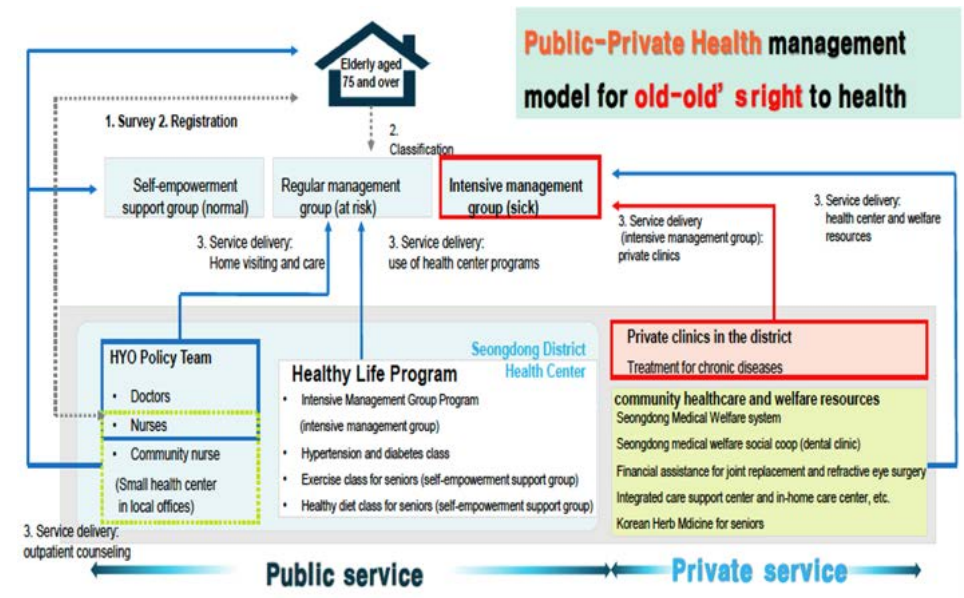 Public-Private Health management
model for old-old' s right to health
Elderly aged
75 and over
1. Survey 2. Registration
2.
Classification
Self-empowerment
support group (normal)
Regular management
group (at risk)
Intensive management
group (sick)
3. Service delivery:
Home visiting and care
3. Service delivery:
use of health center programs
3. Service delivery
(intensive management group):
private clinics
3. Service delivery:
health center and welfare
resources
HYO Policy Team
• Doctors
• Nurses
• Community nurse
(Small health center
in local offices)
Seongdong District
Health Center
Healthy Life Program
• Intensive Management Group Program
(intensive management group)
• Hypertension and diabetes class
• Exercise class for seniors (self-empowerment support group)
• Healthy diet class for seniors (self-empowerment support group)
Private clinics in the district
Treatment for chronic diseases
community healthcare and welfare resources
Seongdong Medical Welfare system
Seongdong medical welfare social coop (dental clinic)
Financial assistance for joint replacement and refractive eye surgery
Integrated care support center and in-home care center, etc.
Korean Herb Mdicine for seniors
3. Service delivery:
outpatient counseling
Public service
Private service